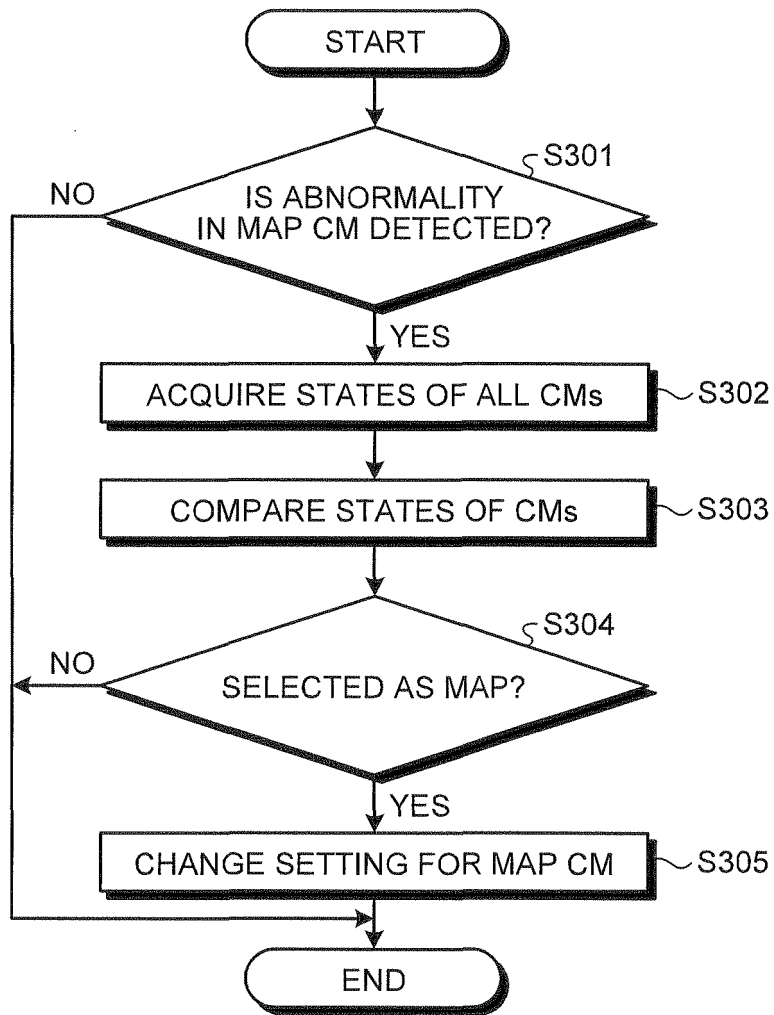 START
S301
NO
IS ABNORMALITY
IN MAP CM DETECTED?
YES
ACQUIRE STATES OF ALL CMs
S302
COMPARE STATES OF CMs
S303
S304
NO
SELECTED AS MAP?
YES
CHANGE SETTING FOR MAP CM
S305
END